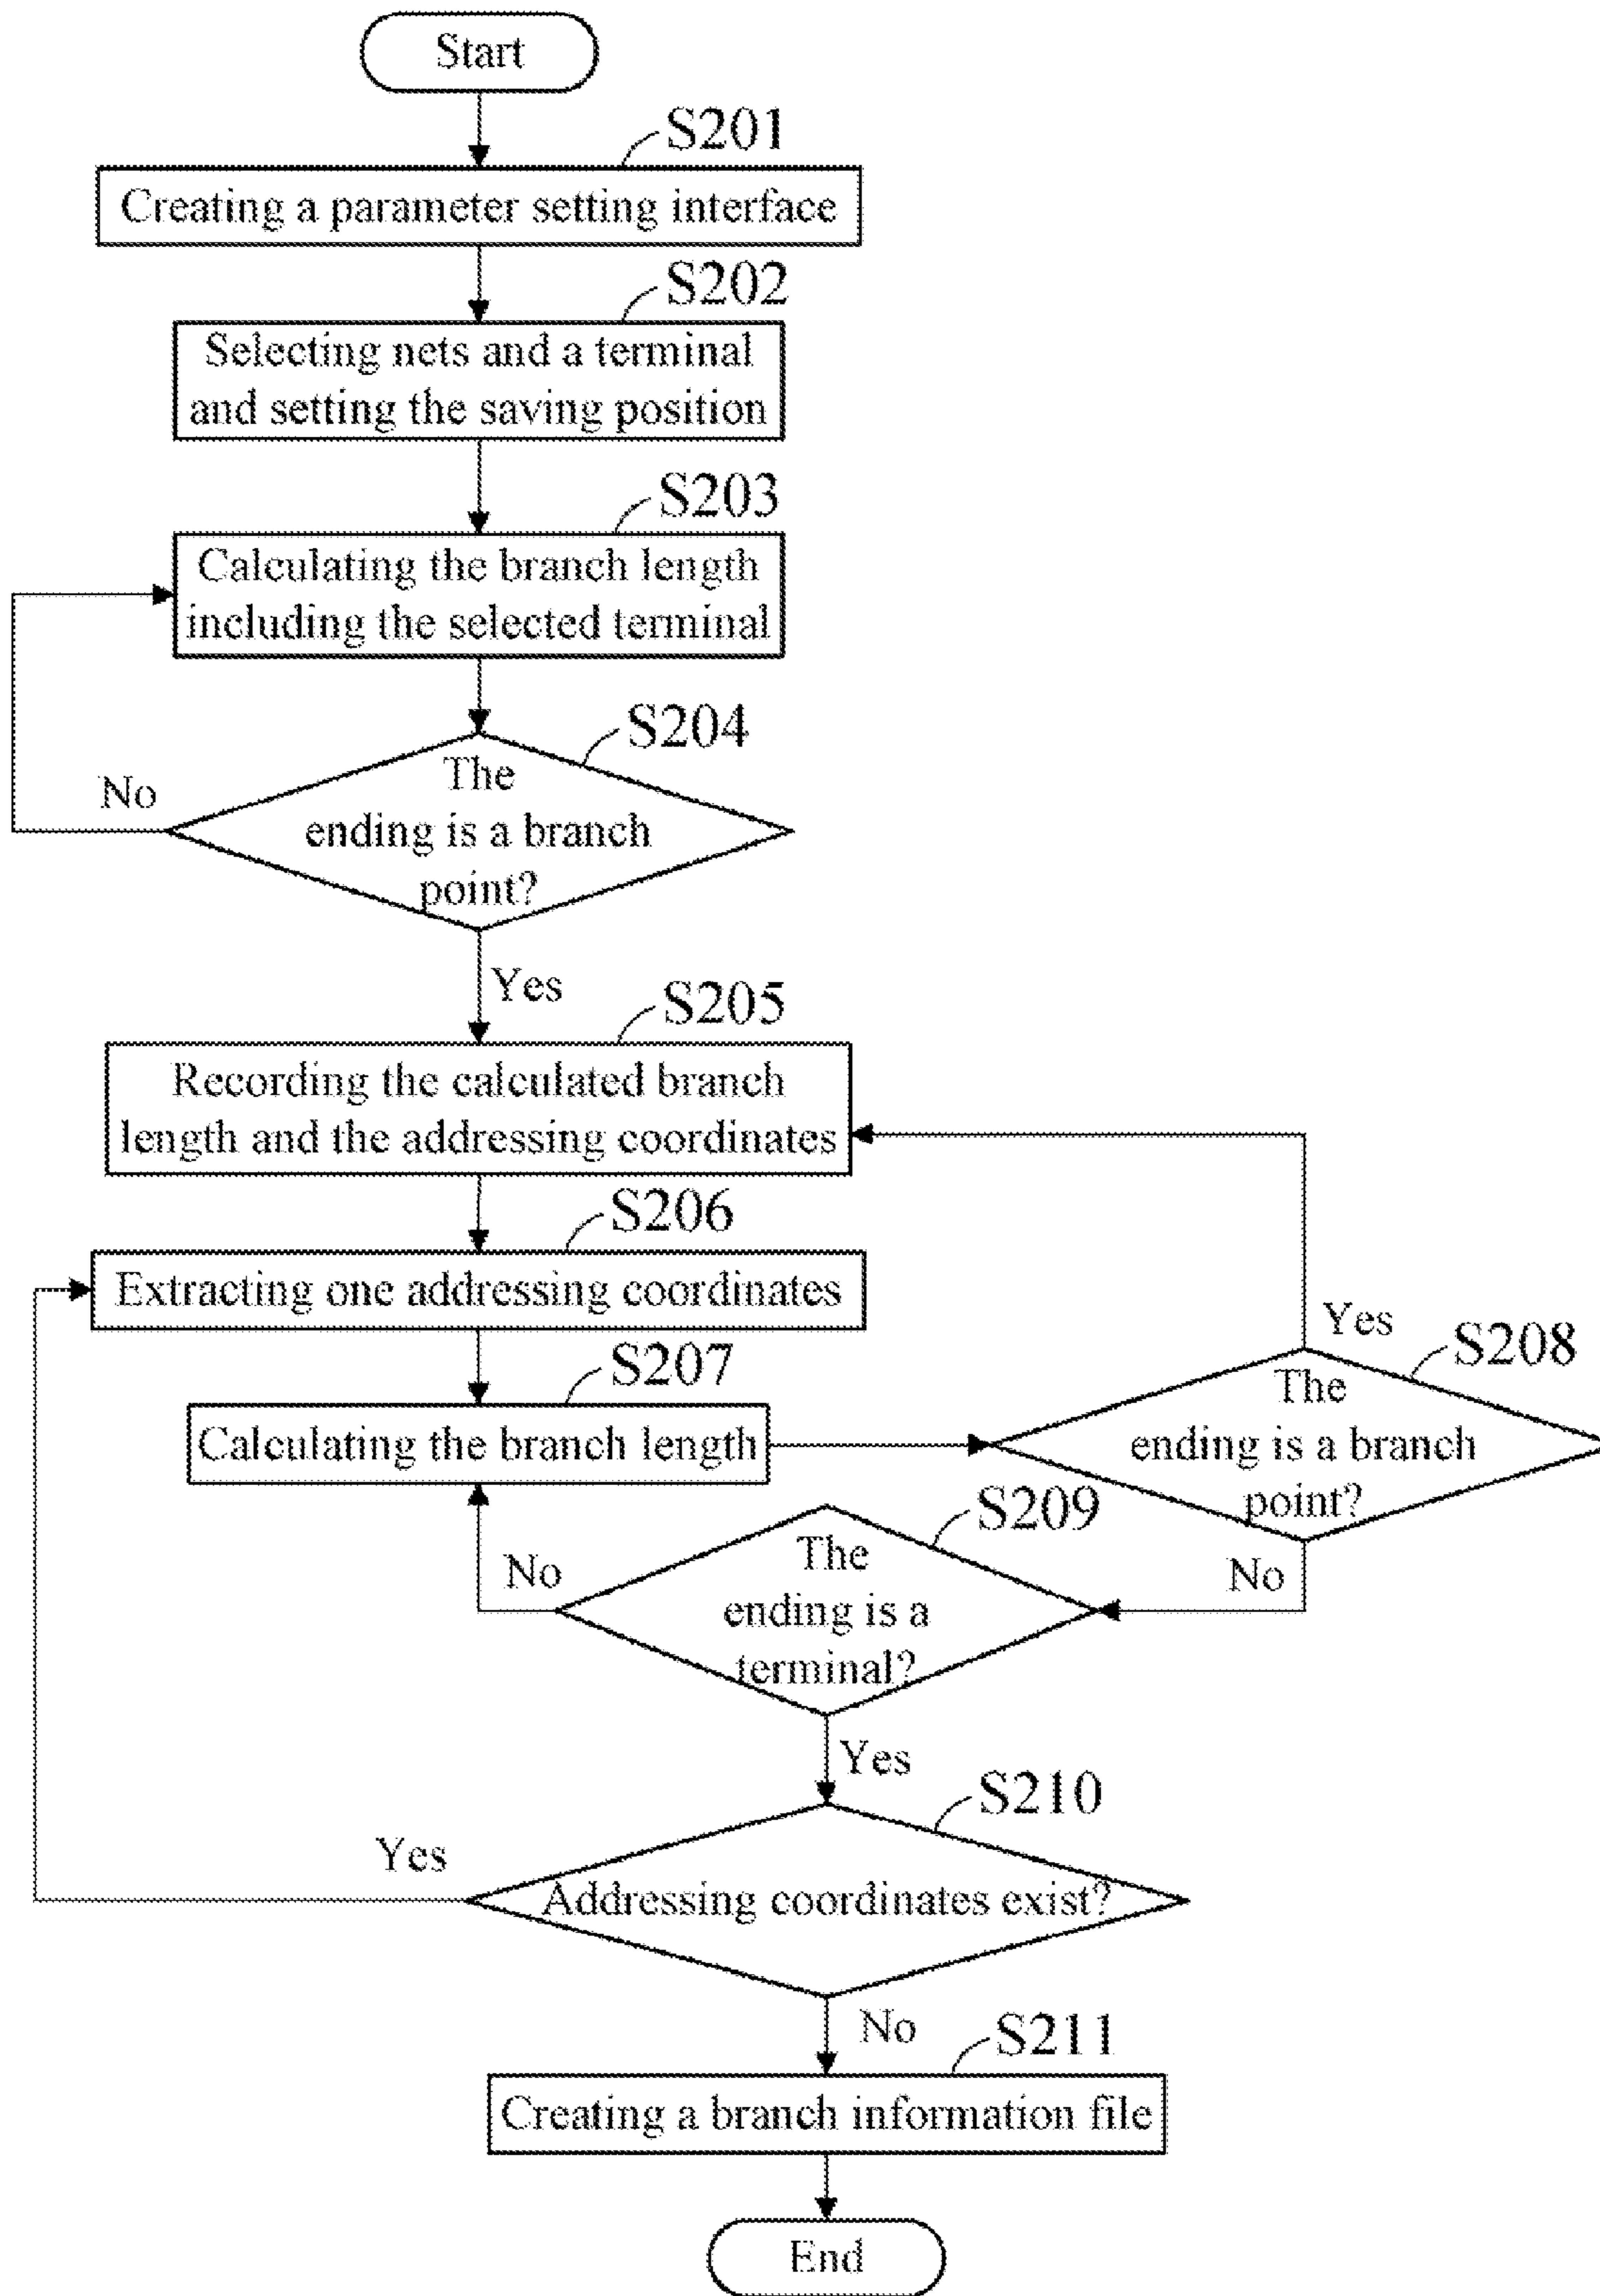 Start
S201
Creating a parameter setting interface
S202
Selecting nets and a terminal
and setting the saving position
S203
Calculating the branch length
including the selected terminal
S204
The
ending is a branch
point?
No
Yes
S205
Recording the calculated branch
length and the addressing coordinates
S206
Extracting one addressing coordinates
S207
Calculating the branch length
S208
The
ending is a branch
point?
Yes
No
S209
The
ending is a
terminal?
No
Yes
S210
Addressing coordinates exist?
Yes
No
S211
Creating a branch information file
End